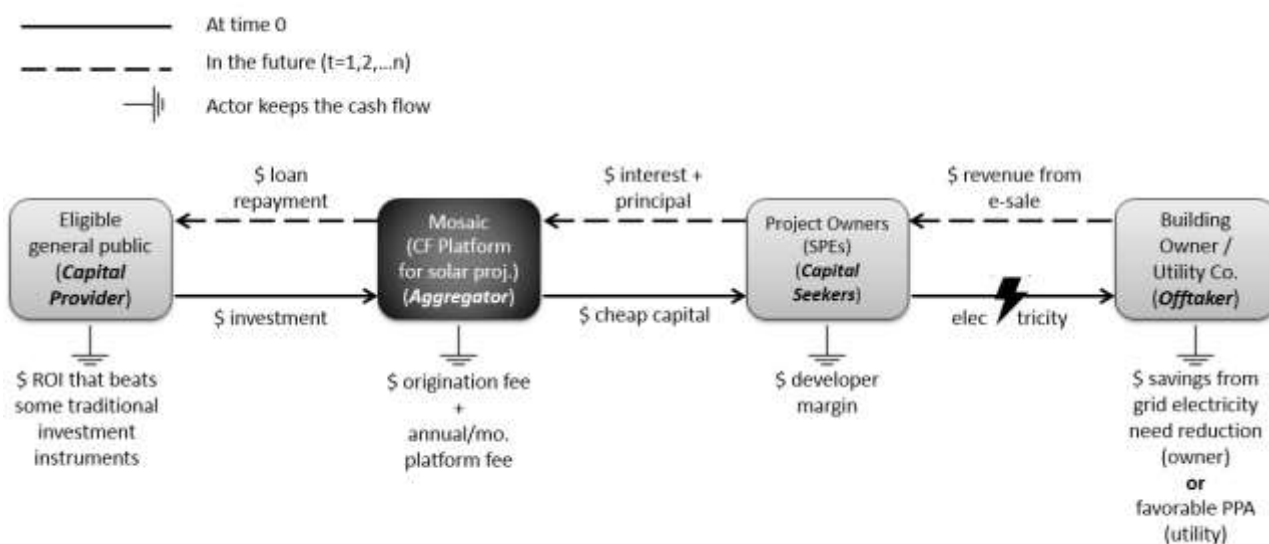 At time 0
In the future (t=1,2,...n)
Actor keeps the cash flow
$ loan
repayment
$ interest +
principal
$ revenue from
e-sale
Eligible
general public
(Capital
Provider)
Mosaic
(CF Platform
for solar proj.)
(Aggregator)
Project Owners
(SPEs)
(Capital
Seekers)
Building
Owner /
Utility Co.
(Offtaker)
$ investment
$ cheap capital
elec tricity
$ ROI that beats
some traditional
investment
instruments
$ origination fee
+
annual/mo.
platform fee
$ developer
margin
$ savings from
grid electricity
need reduction
(owner)
or
favorable PPA
(utility)